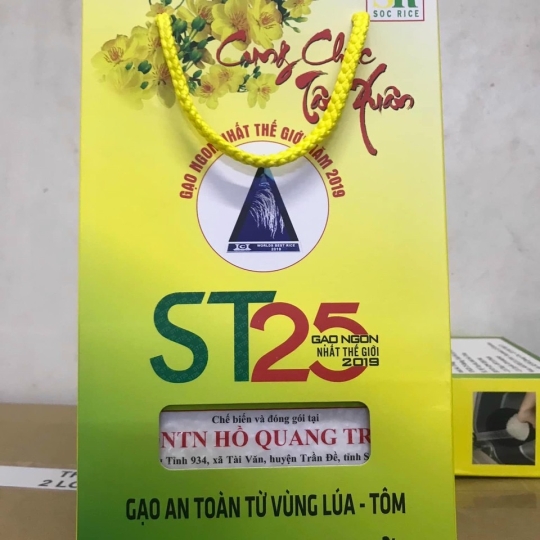 SR
SOC RICE
Cung Chúc
Tân Xuân
GẠO NGON NHẤT THẾ GIỚI NĂM 2019
WORLDS BEST RICE
2019
ST25
GẠO NGON
NHẤT THẾ GIỚI
2019
Chế biến và đóng gói tại
NTN HỒ QUANG TR
Tỉnh 934, xã Tài Văn, huyện Trần Đề, tỉnh S
GẠO AN TOÀN TỪ VÙNG LÚA - TÔM